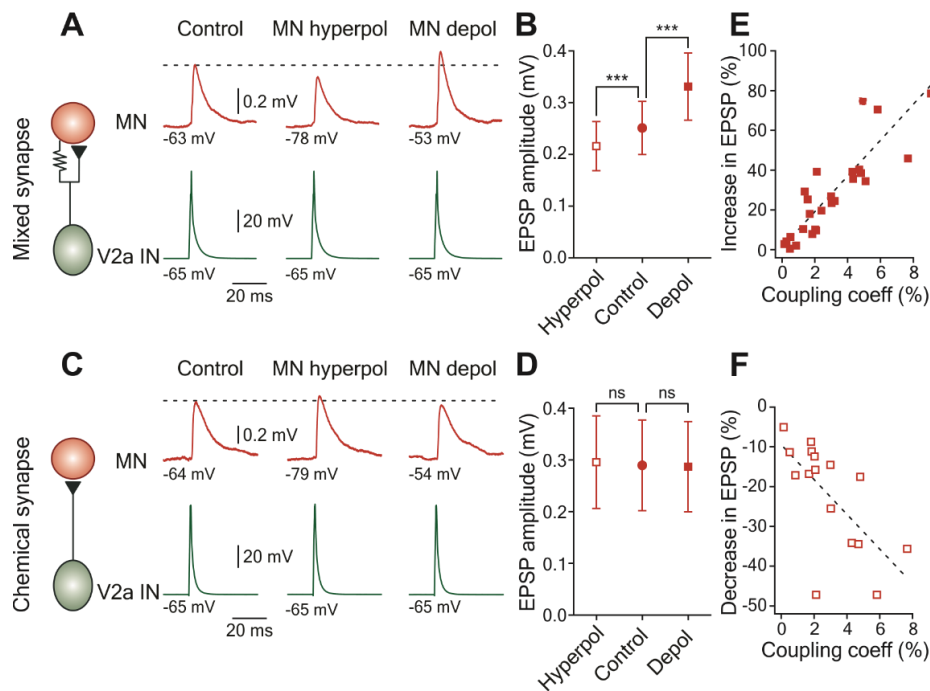 A
Control
MN hyperpol
MN depol
MN
0.2 mV
-63 mV
-78 mV
-53 mV
Mixed synapse
V2a IN
20 mV
-65 mV
-65 mV
-65 mV
20 ms
B
EPSP amplitude (mV)
0.4
0.3
0.2
0.1
0.0
***
***
Hyperpol
Control
Depol
E
Increase in EPSP (%)
100
80
60
40
20
0
0
2
4
6
8
Coupling coeff (%)
C
Control
MN hyperpol
MN depol
MN
0.2 mV
-64 mV
-79 mV
-54 mV
Chemical synapse
V2a IN
20 mV
-65 mV
-65 mV
-65 mV
20 ms
D
EPSP amplitude (mV)
0.4
0.3
0.3
0.1
0.0
ns
ns
Hyperpol
Control
Depol
F
Decrease in EPSP (%)
0
-10
-20
-30
-40
-50
0
2
4
6
8
Coupling coeff (%)